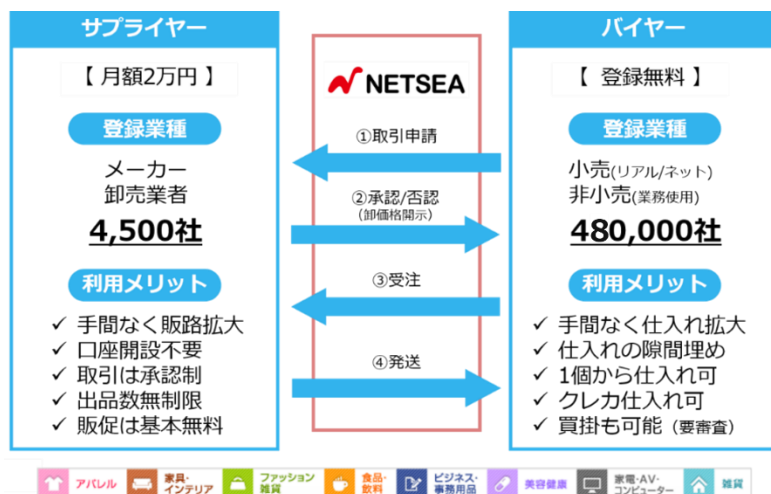 サプライヤー
【 月額2万円 】
登録業種
メーカー
卸売業者
4,500社
利用メリット
✓ 手間なく販路拡大
✓ 口座開設不要
✓ 取引は承認制
✓ 出品数無制限
✓ 販促は基本無料
NETSEA
①取引申請
②承認/否認
(卸価格開示)
③受注
④発送
バイヤー
【 登録無料 】
登録業種
小売(リアル/ネット)
非小売(業務使用)
480,000社
利用メリット
✓ 手間なく仕入れ拡大
✓ 仕入れの隙間埋め
✓ 1個から仕入れ可
✓ クレカ仕入れ可
✓ 買掛も可能（要審査）
アパレル
家具・
インテリア
ファッション
雑貨
食品・
飲料
ビジネス・
事務用品
美容健康
家電・AV・
コンピューター
雑貨